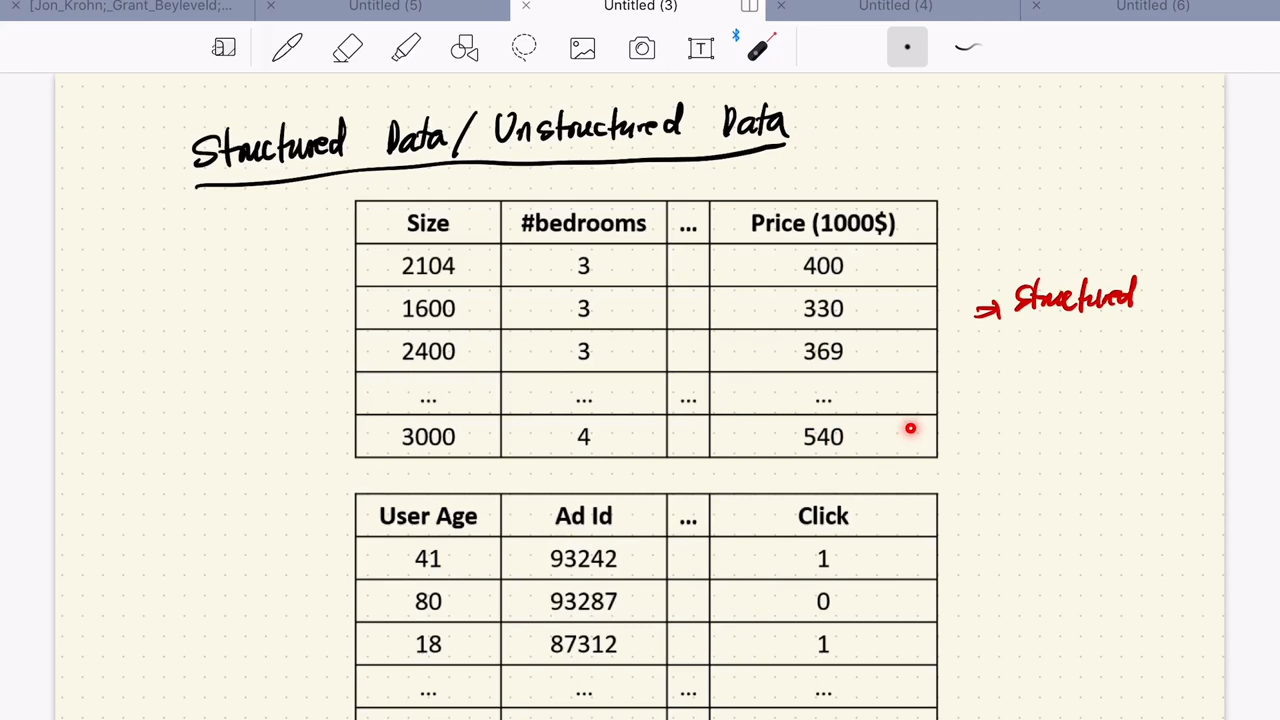 [Jon_Krohn;_Grant_Beyleveld;... Untitled (5) Untitled (3) Untitled (4) Untitled (6)
T
Structured Data/ Unstructured Data
Size #bedrooms ... Price (1000$)
2104 3 400
1600 3 330
→ Structured
2400 3 369
... ... ... ...
3000 4 540
User Age Ad Id ... Click
41 93242 1
80 93287 0
18 87312 1
... ... ... ...